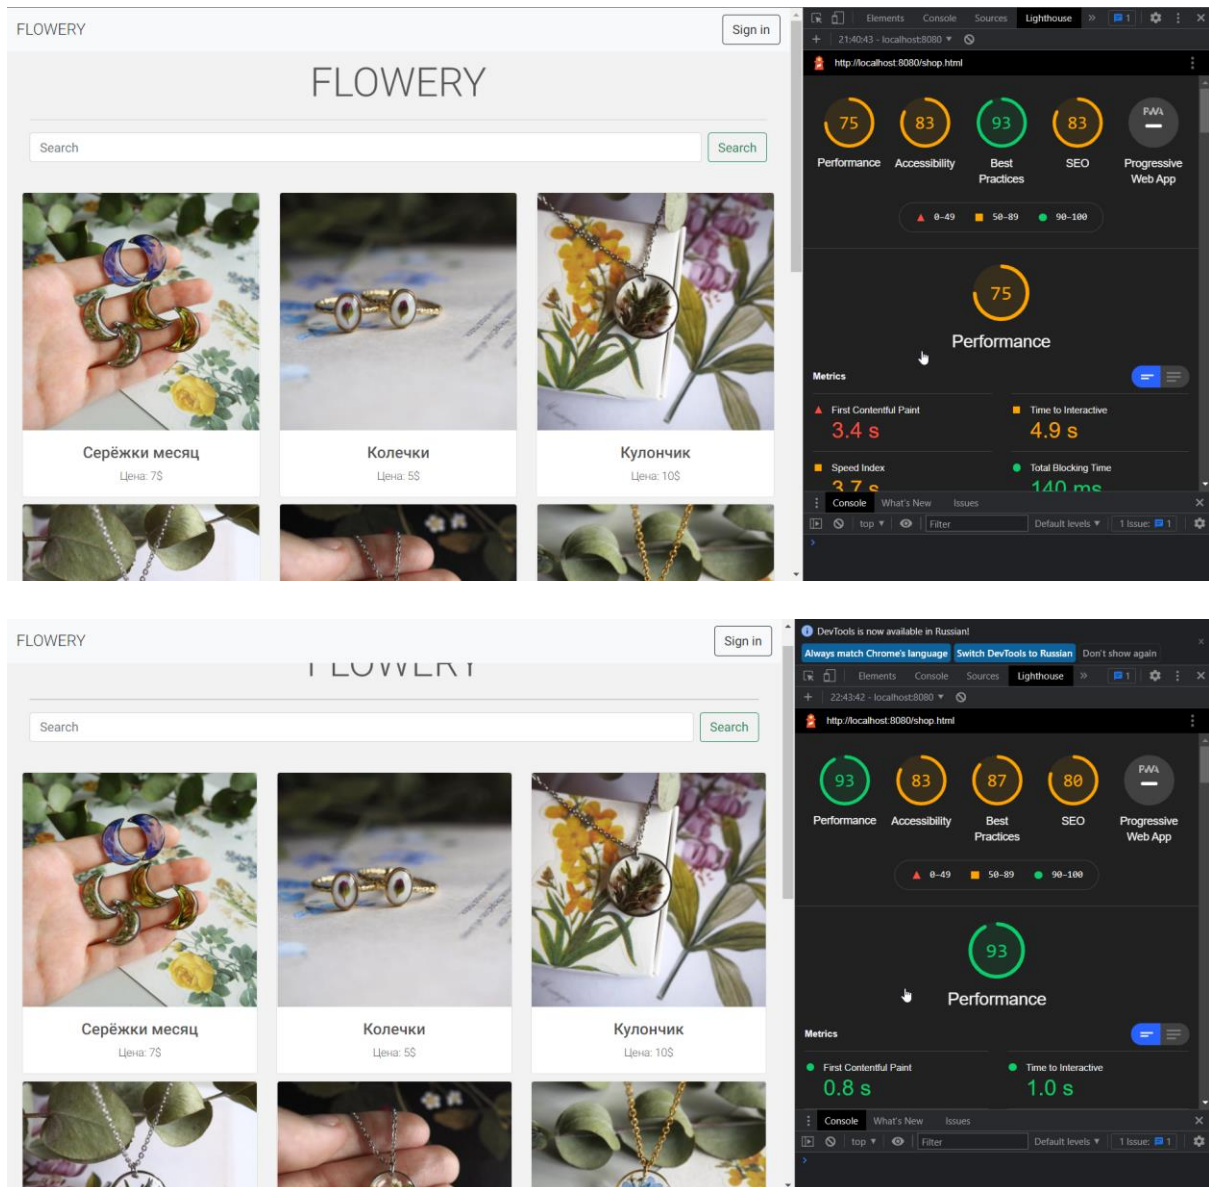 FLOWERY
Sign in
FLOWERY
Search
Search
Серёжки месяц
Цена: 7$
Колечки
Цена: 5$
Кулончик
Цена: 10$
Elements Console Sources Lighthouse » 1
+ 21:40:43 - localhost:8080
http://localhost:8080/shop.html
75 83 93 83 PWA
Performance Accessibility Best Practices SEO Progressive Web App
0–49 50–89 90–100
75
Performance
Metrics
First Contentful Paint
3.4 s
Time to Interactive
4.9 s
Speed Index
3.7 s
Total Blocking Time
140 ms
Console What's New Issues
top Filter Default levels 1 Issue: 1
FLOWERY
Sign in
FLOWERY
Search
Search
Серёжки месяц
Цена: 7$
Колечки
Цена: 5$
Кулончик
Цена: 10$
DevTools is now available in Russian!
Always match Chrome's language Switch DevTools to Russian Don't show again
Elements Console Sources Lighthouse » 1
+ 22:43:42 - localhost:8080
http://localhost:8080/shop.html
93 83 87 80 PWA
Performance Accessibility Best Practices SEO Progressive Web App
0–49 50–89 90–100
93
Performance
Metrics
First Contentful Paint
0.8 s
Time to Interactive
1.0 s
Console What's New Issues
top Filter Default levels 1 Issue: 1